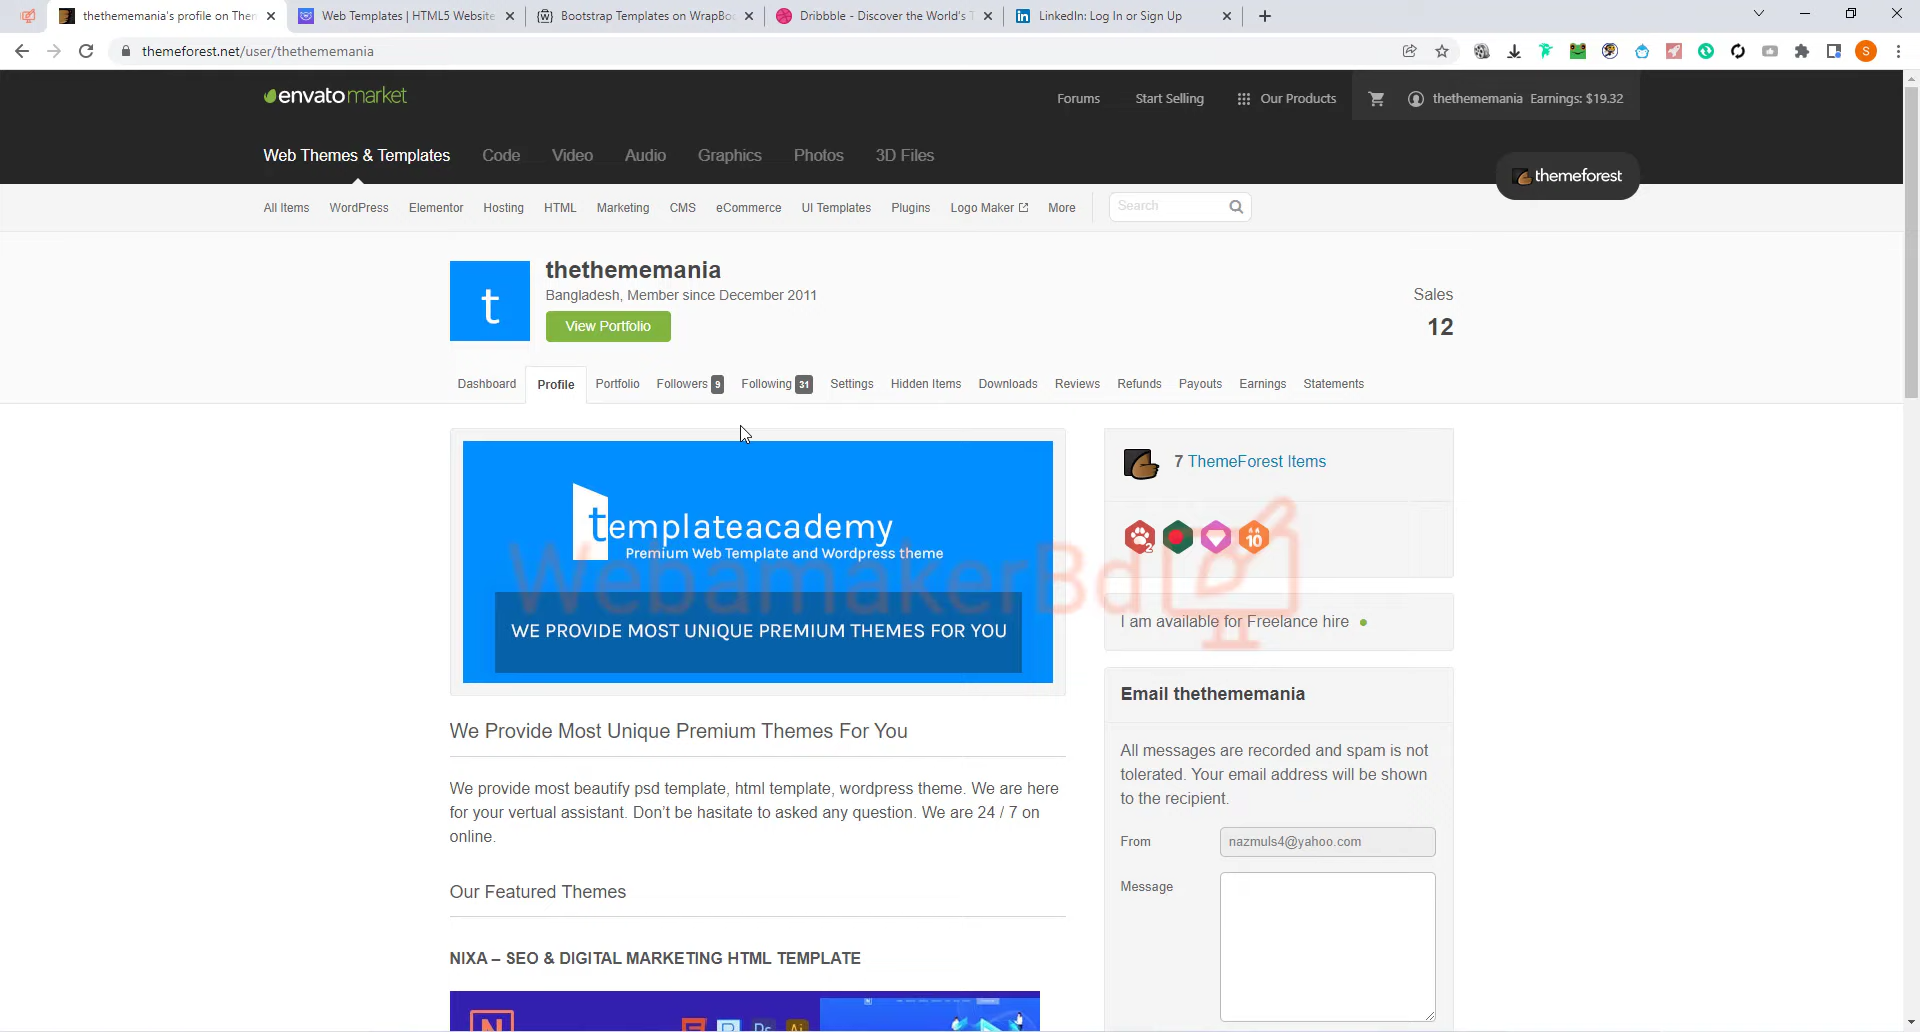 thethememania's profile on Then
Web Templates | HTML5 Website
Bootstrap Templates on WrapBoo
Dribbble - Discover the World's T
LinkedIn: Log In or Sign Up
themeforest.net/user/thethememania
S
envatomarket
Forums
Start Selling
Our Products
thethememania
Earnings: $19.32
Web Themes & Templates
Code
Video
Audio
Graphics
Photos
3D Files
themeforest
All Items
WordPress
Elementor
Hosting
HTML
Marketing
CMS
eCommerce
UI Templates
Plugins
Logo Maker
More
Search
t
thethememania
Bangladesh, Member since December 2011
View Portfolio
Sales
12
Dashboard
Profile
Portfolio
Followers 9
Following 31
Settings
Hidden Items
Downloads
Reviews
Refunds
Payouts
Earnings
Statements
templateacademy
Premium Web Template and Wordpress theme
WE PROVIDE MOST UNIQUE PREMIUM THEMES FOR YOU
WebamakerBd
7 ThemeForest Items
2
10
I am available for Freelance hire
We Provide Most Unique Premium Themes For You
We provide most beautify psd template, html template, wordpress theme. We are here
for your vertual assistant. Don't be hasitate to asked any question. We are 24 / 7 on
online.
Our Featured Themes
NIXA – SEO & DIGITAL MARKETING HTML TEMPLATE
N
Ps
Ai
Email thethememania
All messages are recorded and spam is not
tolerated. Your email address will be shown
to the recipient.
From
nazmuls4@yahoo.com
Message